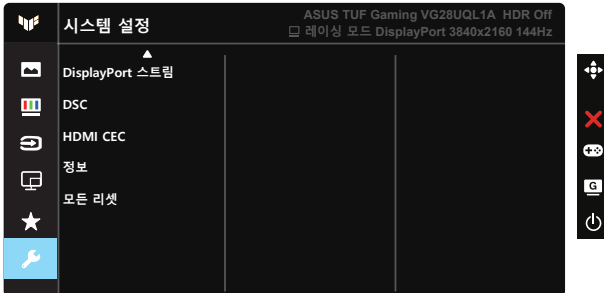 시스템 설정
ASUS TUF Gaming VG28UQL1A HDR Off
레이싱 모드 DisplayPort 3840x2160 144Hz
DisplayPort 스트림
DSC
HDMI CEC
정보
모든 리셋
G